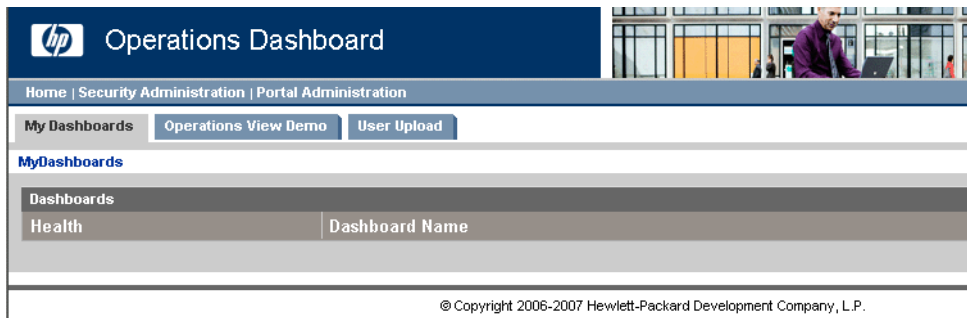 hp Operations Dashboard
Home | Security Administration | Portal Administration
My Dashboards Operations View Demo User Upload
MyDashboards
Dashboards
Health Dashboard Name
© Copyright 2006-2007 Hewlett-Packard Development Company, L.P.